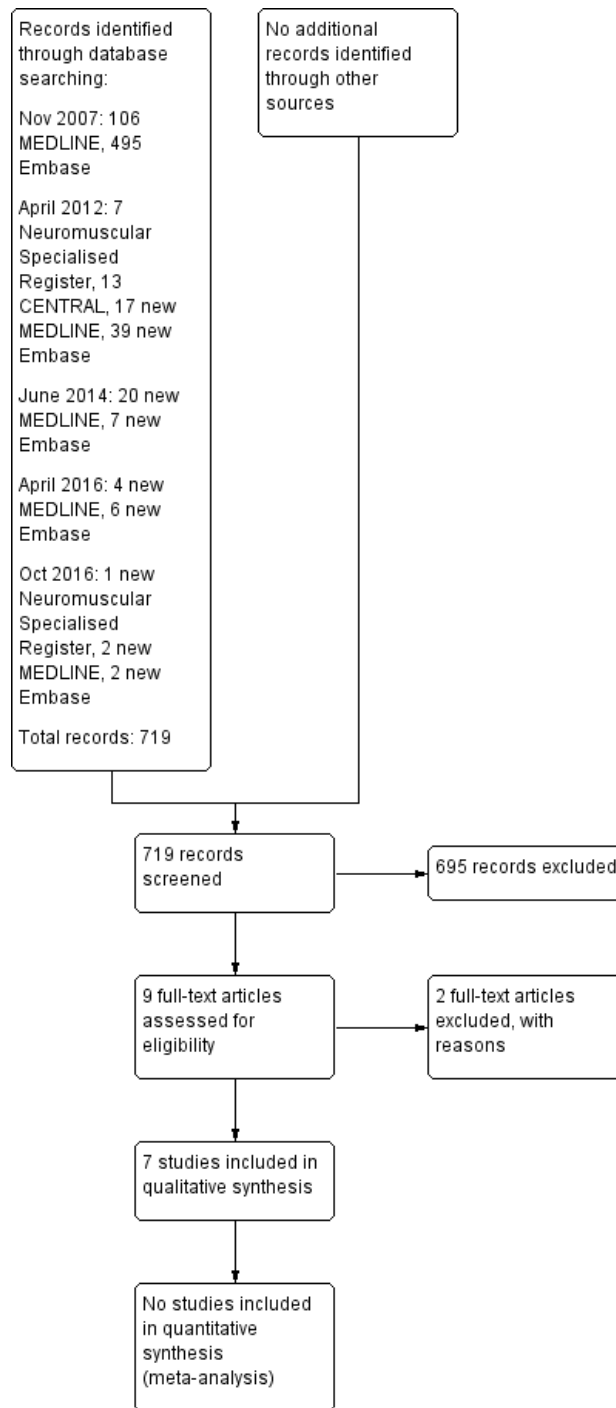 Records identified
through database
searching:
Nov 2007: 106
MEDLINE, 495
Embase
April 2012: 7
Neuromuscular
Specialised
Register, 13
CENTRAL, 17 new
MEDLINE, 39 new
Embase
June 2014: 20 new
MEDLINE, 7 new
Embase
April 2016: 4 new
MEDLINE, 6 new
Embase
Oct 2016: 1 new
Neuromuscular
Specialised
Register, 2 new
MEDLINE, 2 new
Embase
Total records: 719
No additional
records identified
through other
sources
719 records
screened
695 records excluded
9 full-text articles
assessed for
eligibility
2 full-text articles
excluded, with
reasons
7 studies included in
qualitative synthesis
No studies included
in quantitative
synthesis
(meta-analysis)